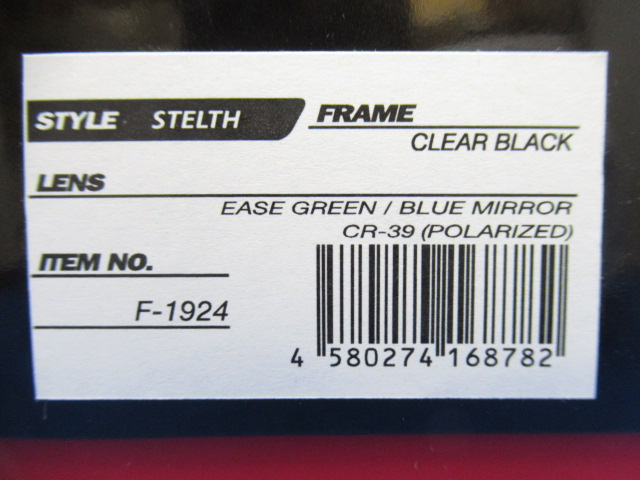 STYLE STELTH
FRAME
CLEAR BLACK
LENS
EASE GREEN / BLUE MIRROR
CR-39 (POLARIZED)
ITEM NO.
F-1924
4 580274 168782